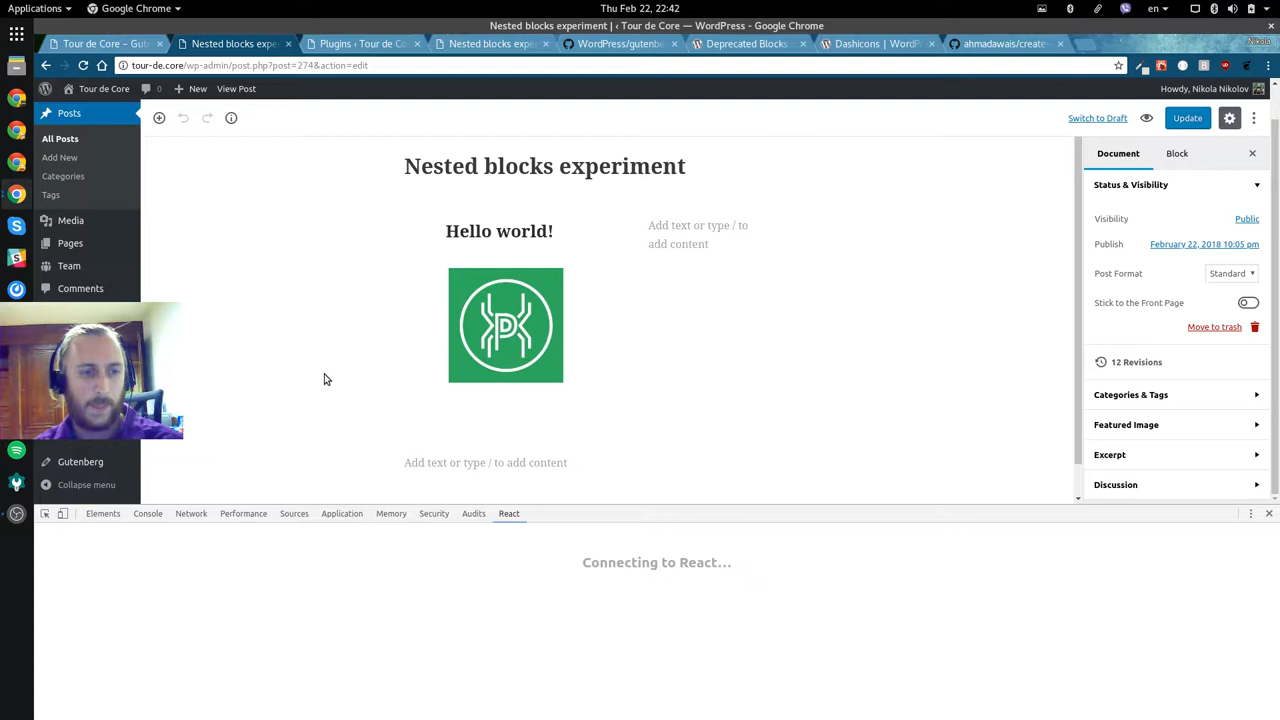 Applications
Google Chrome
Thu Feb 22, 22:42
en
Nested blocks experiment | ‹ Tour de Core — WordPress - Google Chrome
Tour de Core – Gut
Nested blocks expe
Plugins ‹ Tour de Co
Nested blocks expe
WordPress/gutenbe
Deprecated Blocks
Dashicons | WordP
ahmadawais/create
Nikola
tour-de.core/wp-admin/post.php?post=274&action=edit
Tour de Core
0
New
View Post
Howdy, Nikola Nikolov
Posts
All Posts
Add New
Categories
Tags
Media
Pages
Team
Comments
Gutenberg
Collapse menu
Switch to Draft
Update
Nested blocks experiment
Hello world!
Add text or type / to
add content
Add text or type / to add content
Document
Block
Status & Visibility
Visibility
Public
Publish
February 22, 2018 10:05 pm
Post Format
Standard
Stick to the Front Page
Move to trash
12 Revisions
Categories & Tags
Featured Image
Excerpt
Discussion
Elements
Console
Network
Performance
Sources
Application
Memory
Security
Audits
React
Connecting to React…